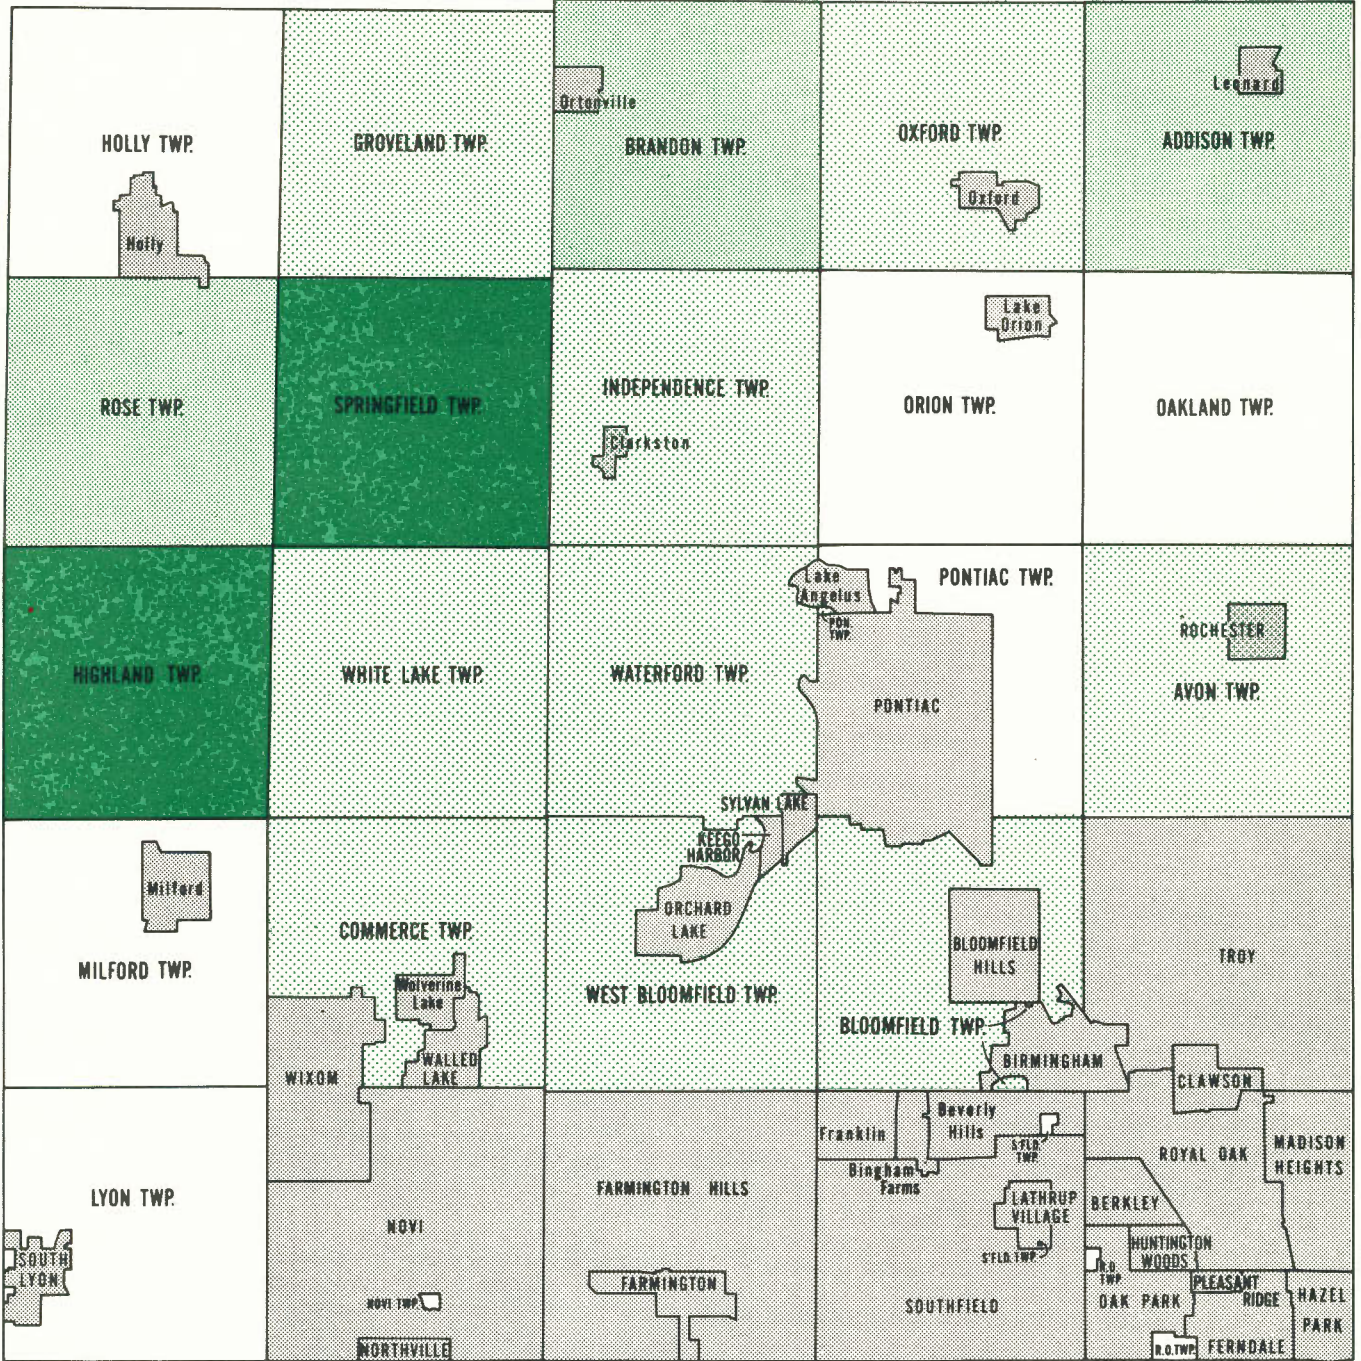 HOLLY TWP.
Holly
GROVELAND TWP.
Ortonville
BRANDON TWP.
OXFORD TWP.
Oxford
Leonard
ADDISON TWP.
ROSE TWP.
SPRINGFIELD TWP.
INDEPENDENCE TWP.
Clarkston
Lake
Orion
ORION TWP.
OAKLAND TWP.
HIGHLAND TWP.
WHITE LAKE TWP.
WATERFORD TWP.
Lake
Angelus
PON.
TWP
PONTIAC TWP.
PONTIAC
ROCHESTER
AVON TWP.
SYLVAN LAKE
KEEGO
HARBOR
ORCHARD
LAKE
Milford
MILFORD TWP.
COMMERCE TWP.
Wolverine
Lake
WALLED
LAKE
WIXOM
WEST BLOOMFIELD TWP.
BLOOMFIELD
HILLS
BLOOMFIELD TWP.
BIRMINGHAM
TROY
CLAWSON
LYON TWP.
SOUTH
LYON
NOVI
NOVI TWP
NORTHVILLE
FARMINGTON HILLS
FARMINGTON
Franklin
Bingham
Farms
Beverly
Hills
S'FLD.
TWP.
LATHRUP
VILLAGE
S'FLD. TWP.
SOUTHFIELD
ROYAL OAK
MADISON
HEIGHTS
BERKLEY
HUNTINGTON
WOODS
R.O.
TWP
OAK PARK
PLEASANT
RIDGE
HAZEL
PARK
R.O.TWP.
FERNDALE